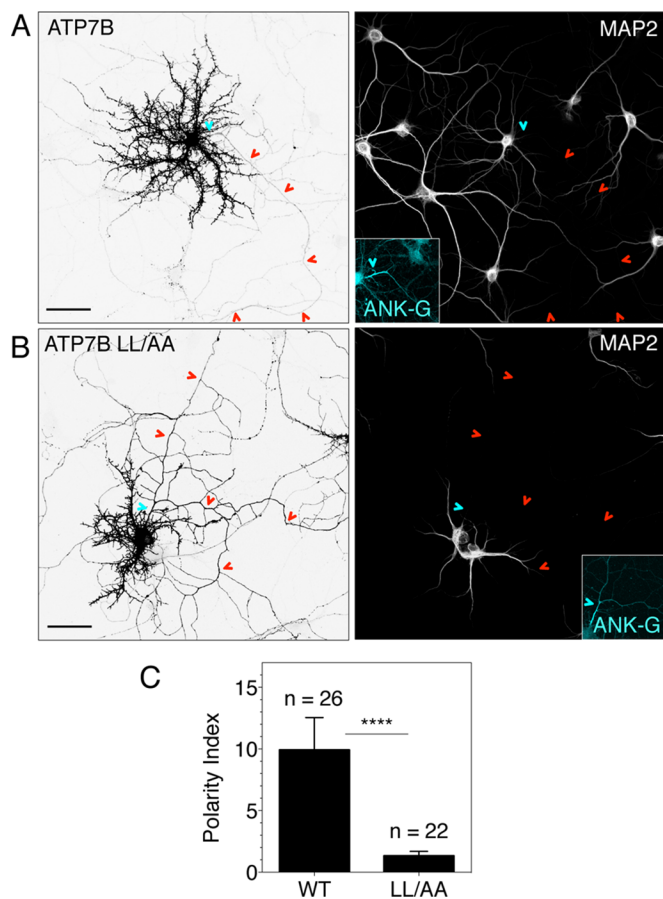 A
ATP7B
MAP2
ANK-G
B
ATP7B LL/AA
MAP2
ANK-G
C
Polarity Index
15
10
5
0
n = 26
****
n = 22
WT
LL/AA